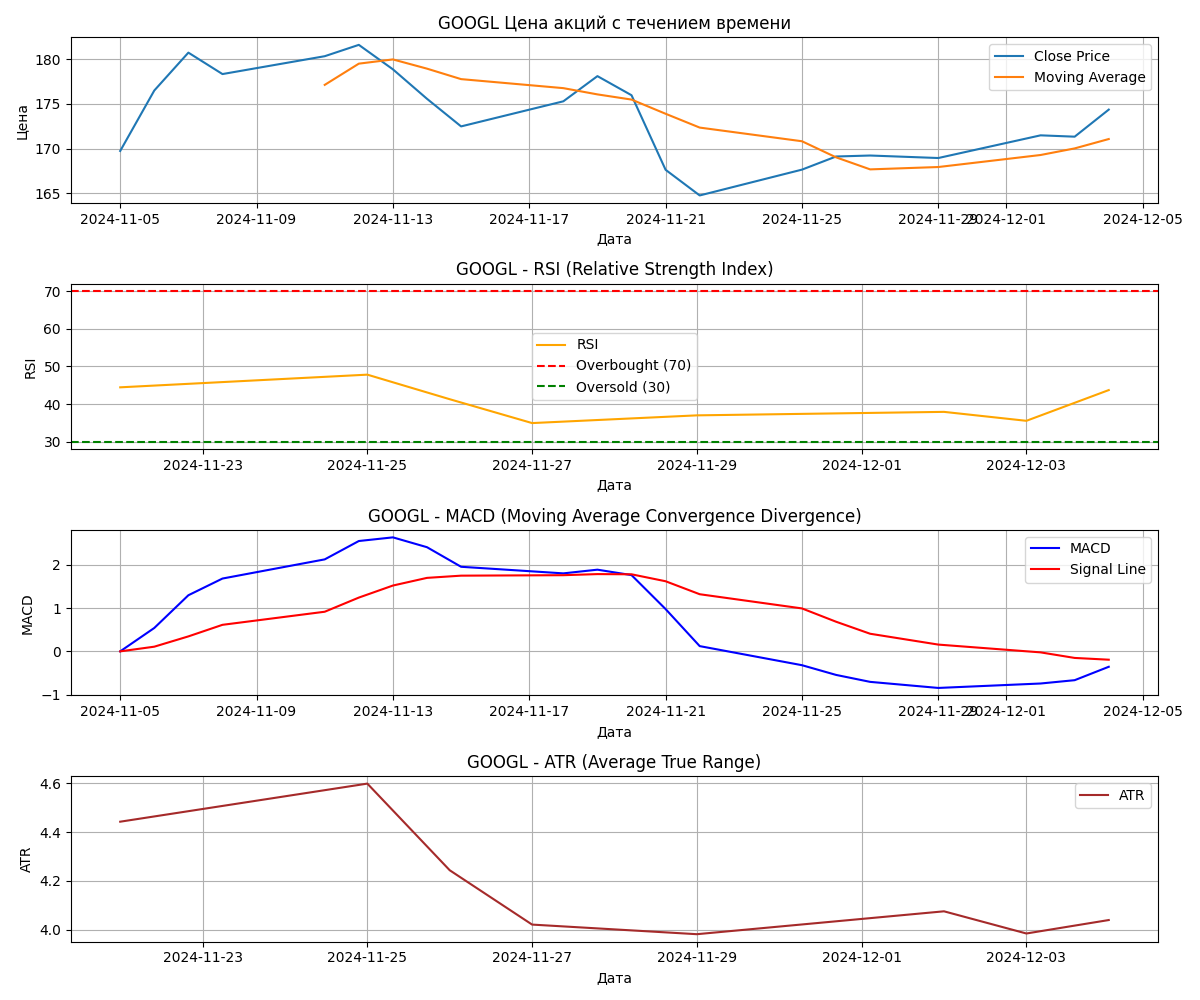 GOOGL Цена акций с течением времени
Close Price
Moving Average
Цена
180
175
170
165
2024-11-05 2024-11-09 2024-11-13 2024-11-17 2024-11-21 2024-11-25 2024-11-29 2024-12-01 2024-12-05
Дата
GOOGL - RSI (Relative Strength Index)
RSI
Overbought (70)
Oversold (30)
RSI
70
60
50
40
30
2024-11-23 2024-11-25 2024-11-27 2024-11-29 2024-12-01 2024-12-03
Дата
GOOGL - MACD (Moving Average Convergence Divergence)
MACD
Signal Line
MACD
2
1
0
−1
2024-11-05 2024-11-09 2024-11-13 2024-11-17 2024-11-21 2024-11-25 2024-11-29 2024-12-01 2024-12-05
Дата
GOOGL - ATR (Average True Range)
ATR
ATR
4.6
4.4
4.2
4.0
2024-11-23 2024-11-25 2024-11-27 2024-11-29 2024-12-01 2024-12-03
Дата